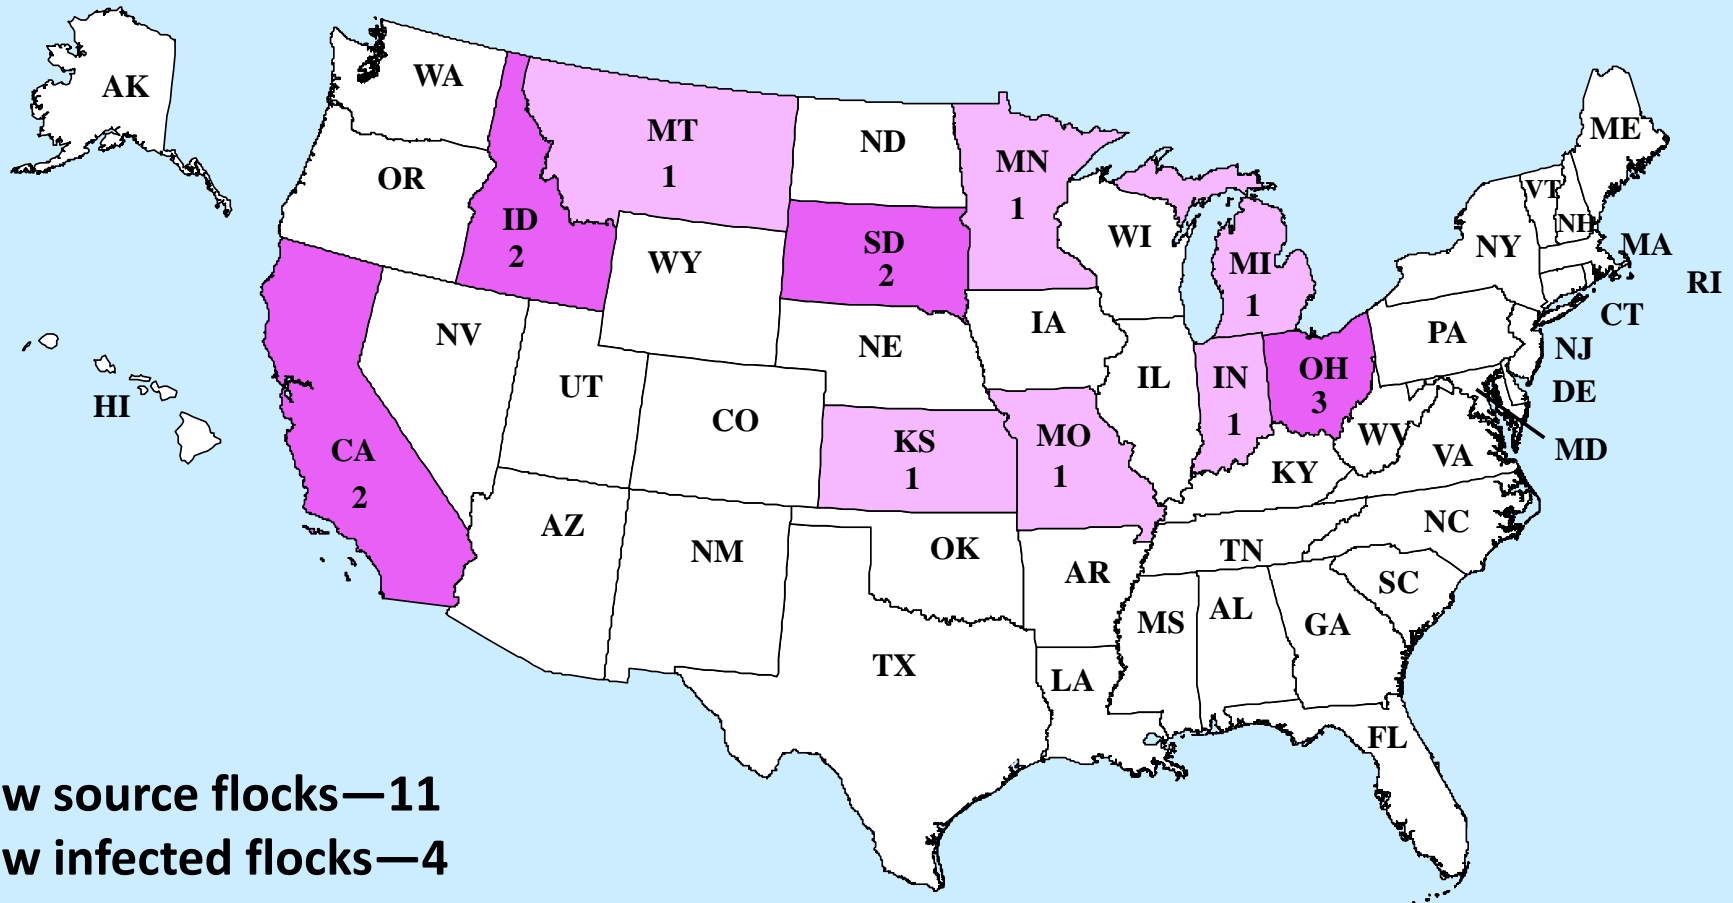 AK
WA
MT
1
ND
MN
1
ME
OR
ID
2
SD
2
WI
MI
1
VT
NH
NY
MA
RI
WY
NV
NE
IA
PA
CT
NJ
UT
CO
IL
IN
1
OH
3
DE
HI
CA
2
KS
1
MO
1
WV
MD
KY
VA
AZ
NM
OK
AR
TN
NC
SC
MS
AL
GA
TX
LA
FL
w source flocks—11
w infected flocks—4